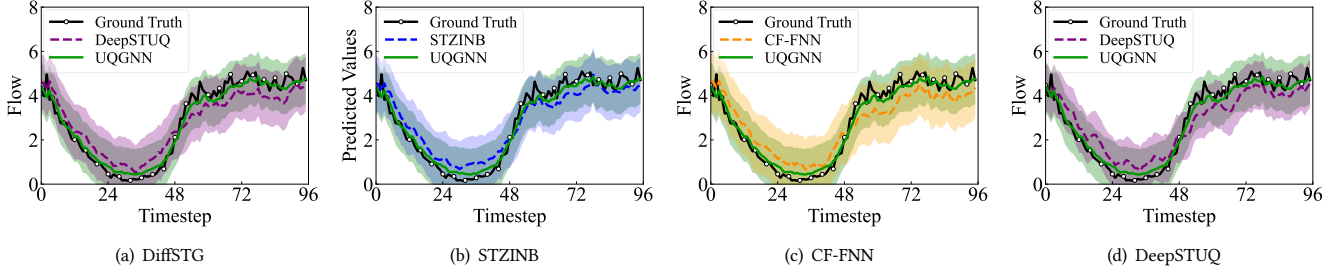 Flow
8
6
4
2
0
Ground Truth
DeepSTUQ
UQGNN
0 24 48 72 96
Timestep
(a) DiffSTG
Predicted Values
8
6
4
2
0
Ground Truth
STZINB
UQGNN
0 24 48 72 96
Timestep
(b) STZINB
Flow
8
6
4
2
0
Ground Truth
CF-FNN
UQGNN
0 24 48 72 96
Timestep
(c) CF-FNN
Flow
8
6
4
2
0
Ground Truth
DeepSTUQ
UQGNN
0 24 48 72 96
Timestep
(d) DeepSTUQ